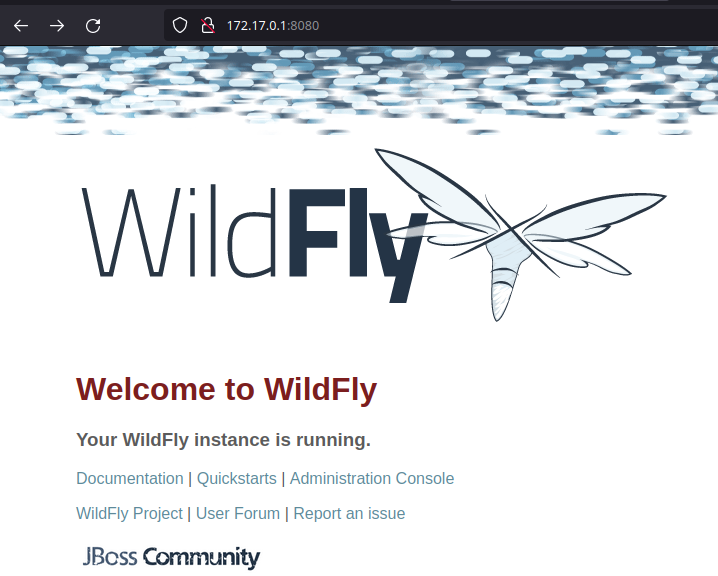 172.17.0.1:8080
WildFly
Welcome to WildFly
Your WildFly instance is running.
Documentation | Quickstarts | Administration Console
WildFly Project | User Forum | Report an issue
JBoss Community